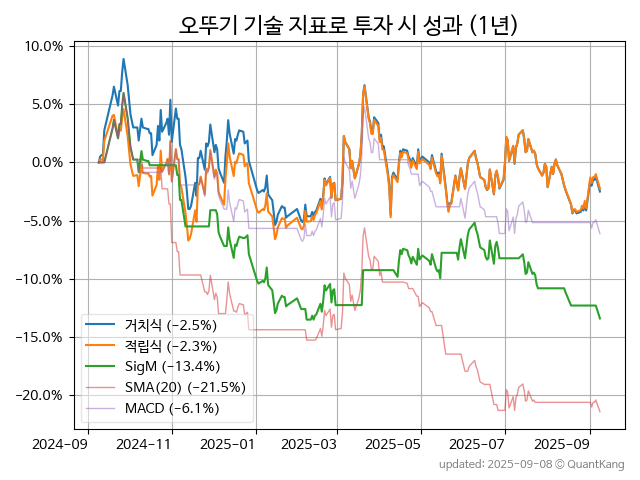 오뚜기 기술 지표로 투자 시 성과 (1년)
10.0%
5.0%
0.0%
−5.0%
−10.0%
−15.0%
−20.0%
거치식 (−2.5%)
적립식 (−2.3%)
SigM (−13.4%)
SMA(20) (−21.5%)
MACD (−6.1%)
2024-09 2024-11 2025-01 2025-03 2025-05 2025-07 2025-09
updated: 2025-09-08 © QuantKang